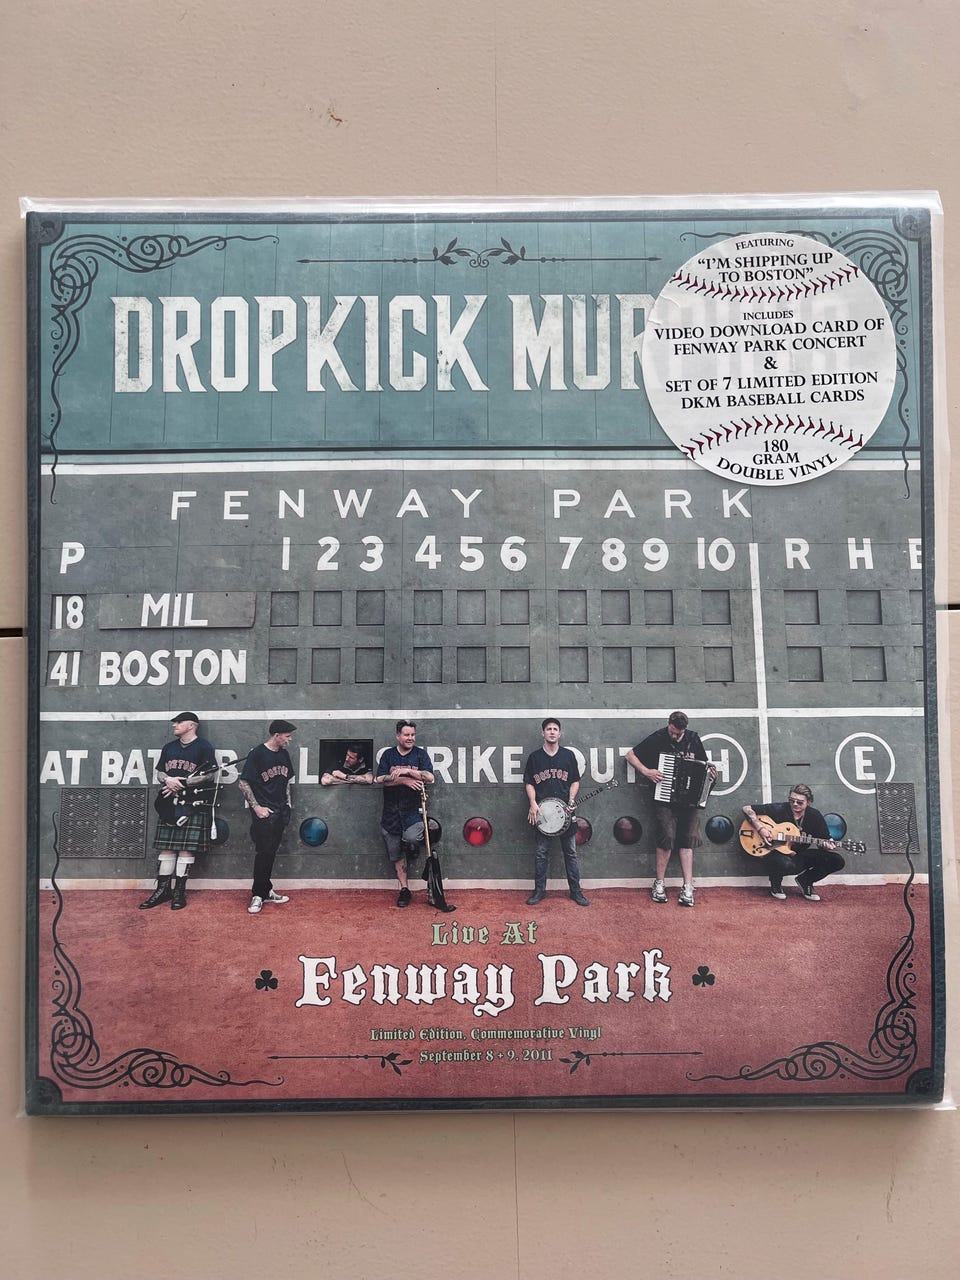 DROPKICK MUR
FEATURING
"I'M SHIPPING UP
TO BOSTON"
INCLUDES
VIDEO DOWNLOAD CARD OF
FENWAY PARK CONCERT
&
SET OF 7 LIMITED EDITION
DKM BASEBALL CARDS
180
GRAM
DOUBLE VINYL
FENWAY PARK
P 1 2 3 4 5 6 7 8 9 10 R H E
18 MIL
41 BOSTON
AT BAT B LL STRIKE OUT H E
BOSTON
BOSTON
BOSTON
Live At
Fenway Park
Limited Edition, Commemorative Vinyl
September 8 + 9, 2011